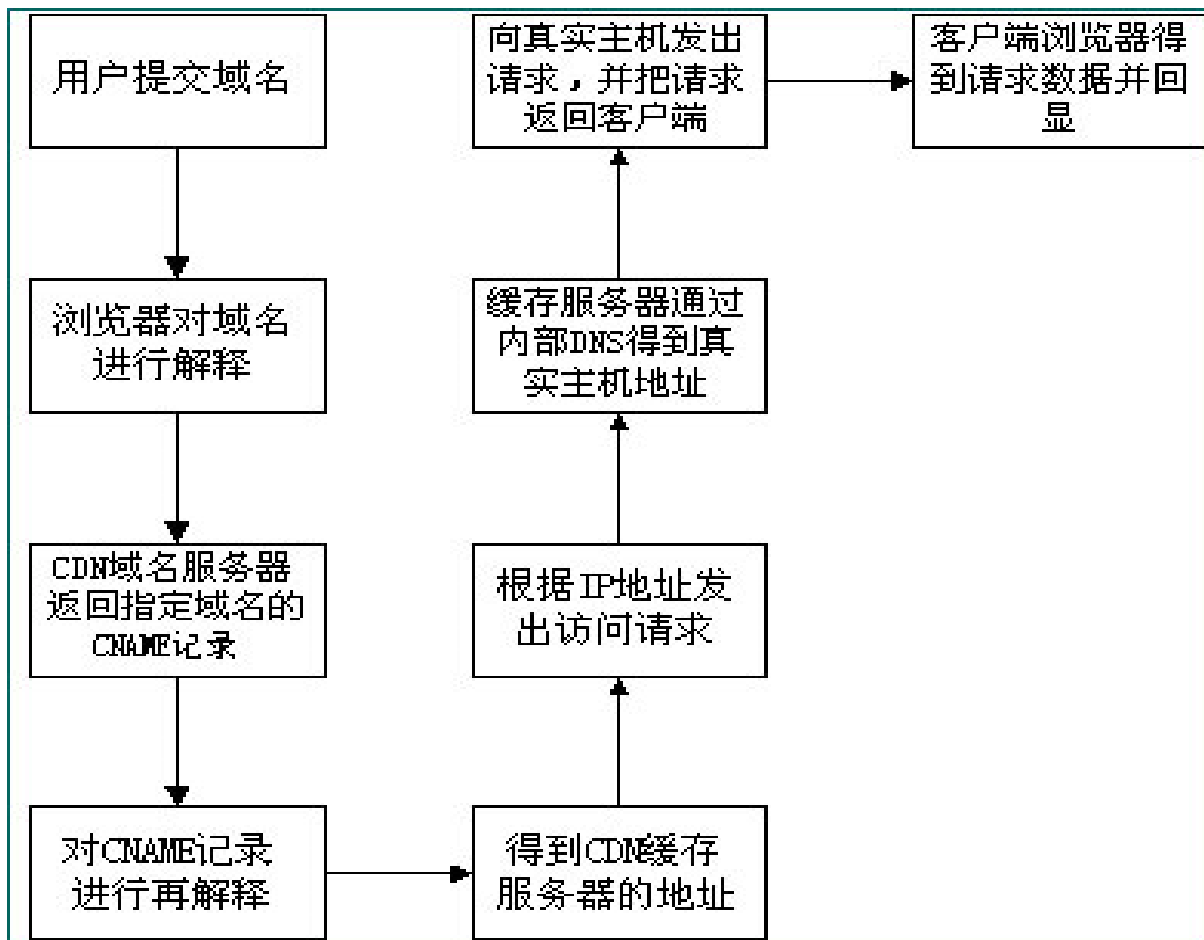 用户提交域名
浏览器对域名
进行解释
CDN域名服务器
返回指定域名的
CNAME记录
对CNAME记录
进行再解释
得到CDN缓存
服务器的地址
根据IP地址发
出访问请求
缓存服务器通过
内部DNS得到真
实主机地址
向真实主机发出
请求，并把请求
返回客户端
客户端浏览器得
到请求数据并回
显